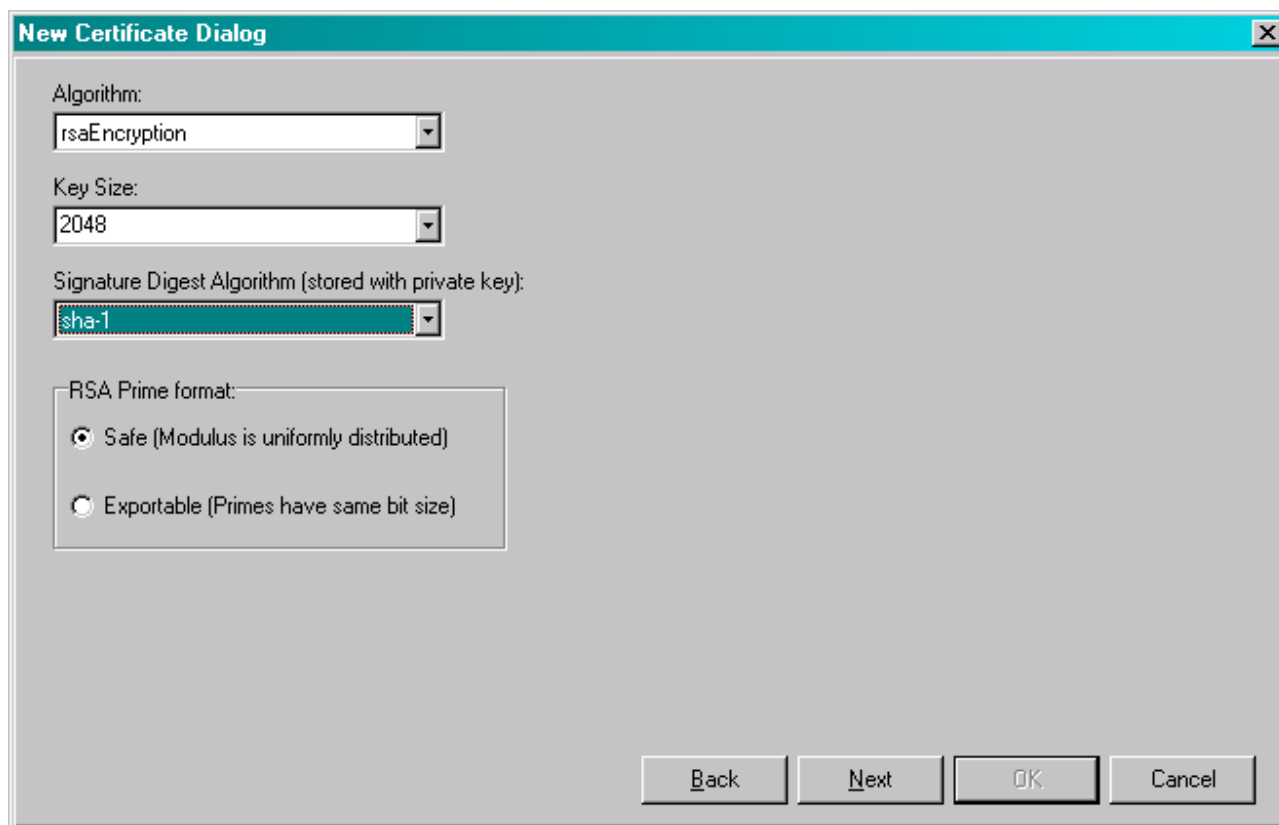 New Certificate Dialog
Algorithm:
rsaEncryption
Key Size:
2048
Signature Digest Algorithm (stored with private key):
sha-1
RSA Prime format:
Safe (Modulus is uniformly distributed)
Exportable (Primes have same bit size)
Back Next OK Cancel